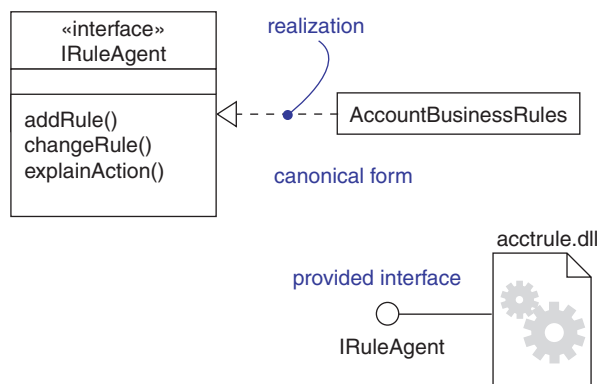 «interface»
IRuleAgent
realization
addRule()
changeRule()
explainAction()
AccountBusinessRules
canonical form
acctrule.dll
provided interface
IRuleAgent